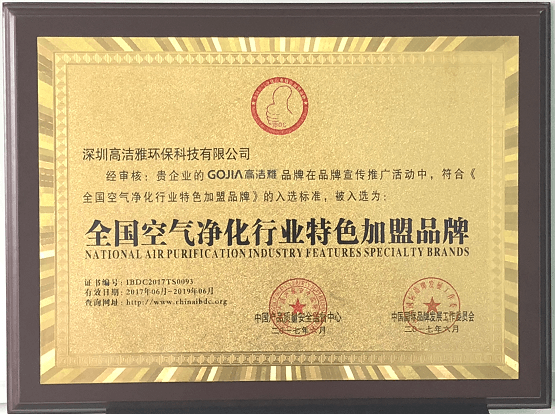 深圳高洁雅环保科技有限公司
经审核：贵企业的 GOJIA高洁雅 品牌在品牌宣传推广活动中，符合《
全国空气净化行业特色加盟品牌》的入选标准，被入选为：
全国空气净化行业特色加盟品牌
NATIONAL AIR PURIFICATION INDUSTRY FEATURES SPECIALTY BRANDS
证书编号：IBDC2017TS0093
有效日期：2017年06月-2019年06月
查询网址：http://www.chinaibdc.org
中国产品质量安全监督中心
二〇一七年六月
中国国际品牌发展工作委员会
二〇一七年六月